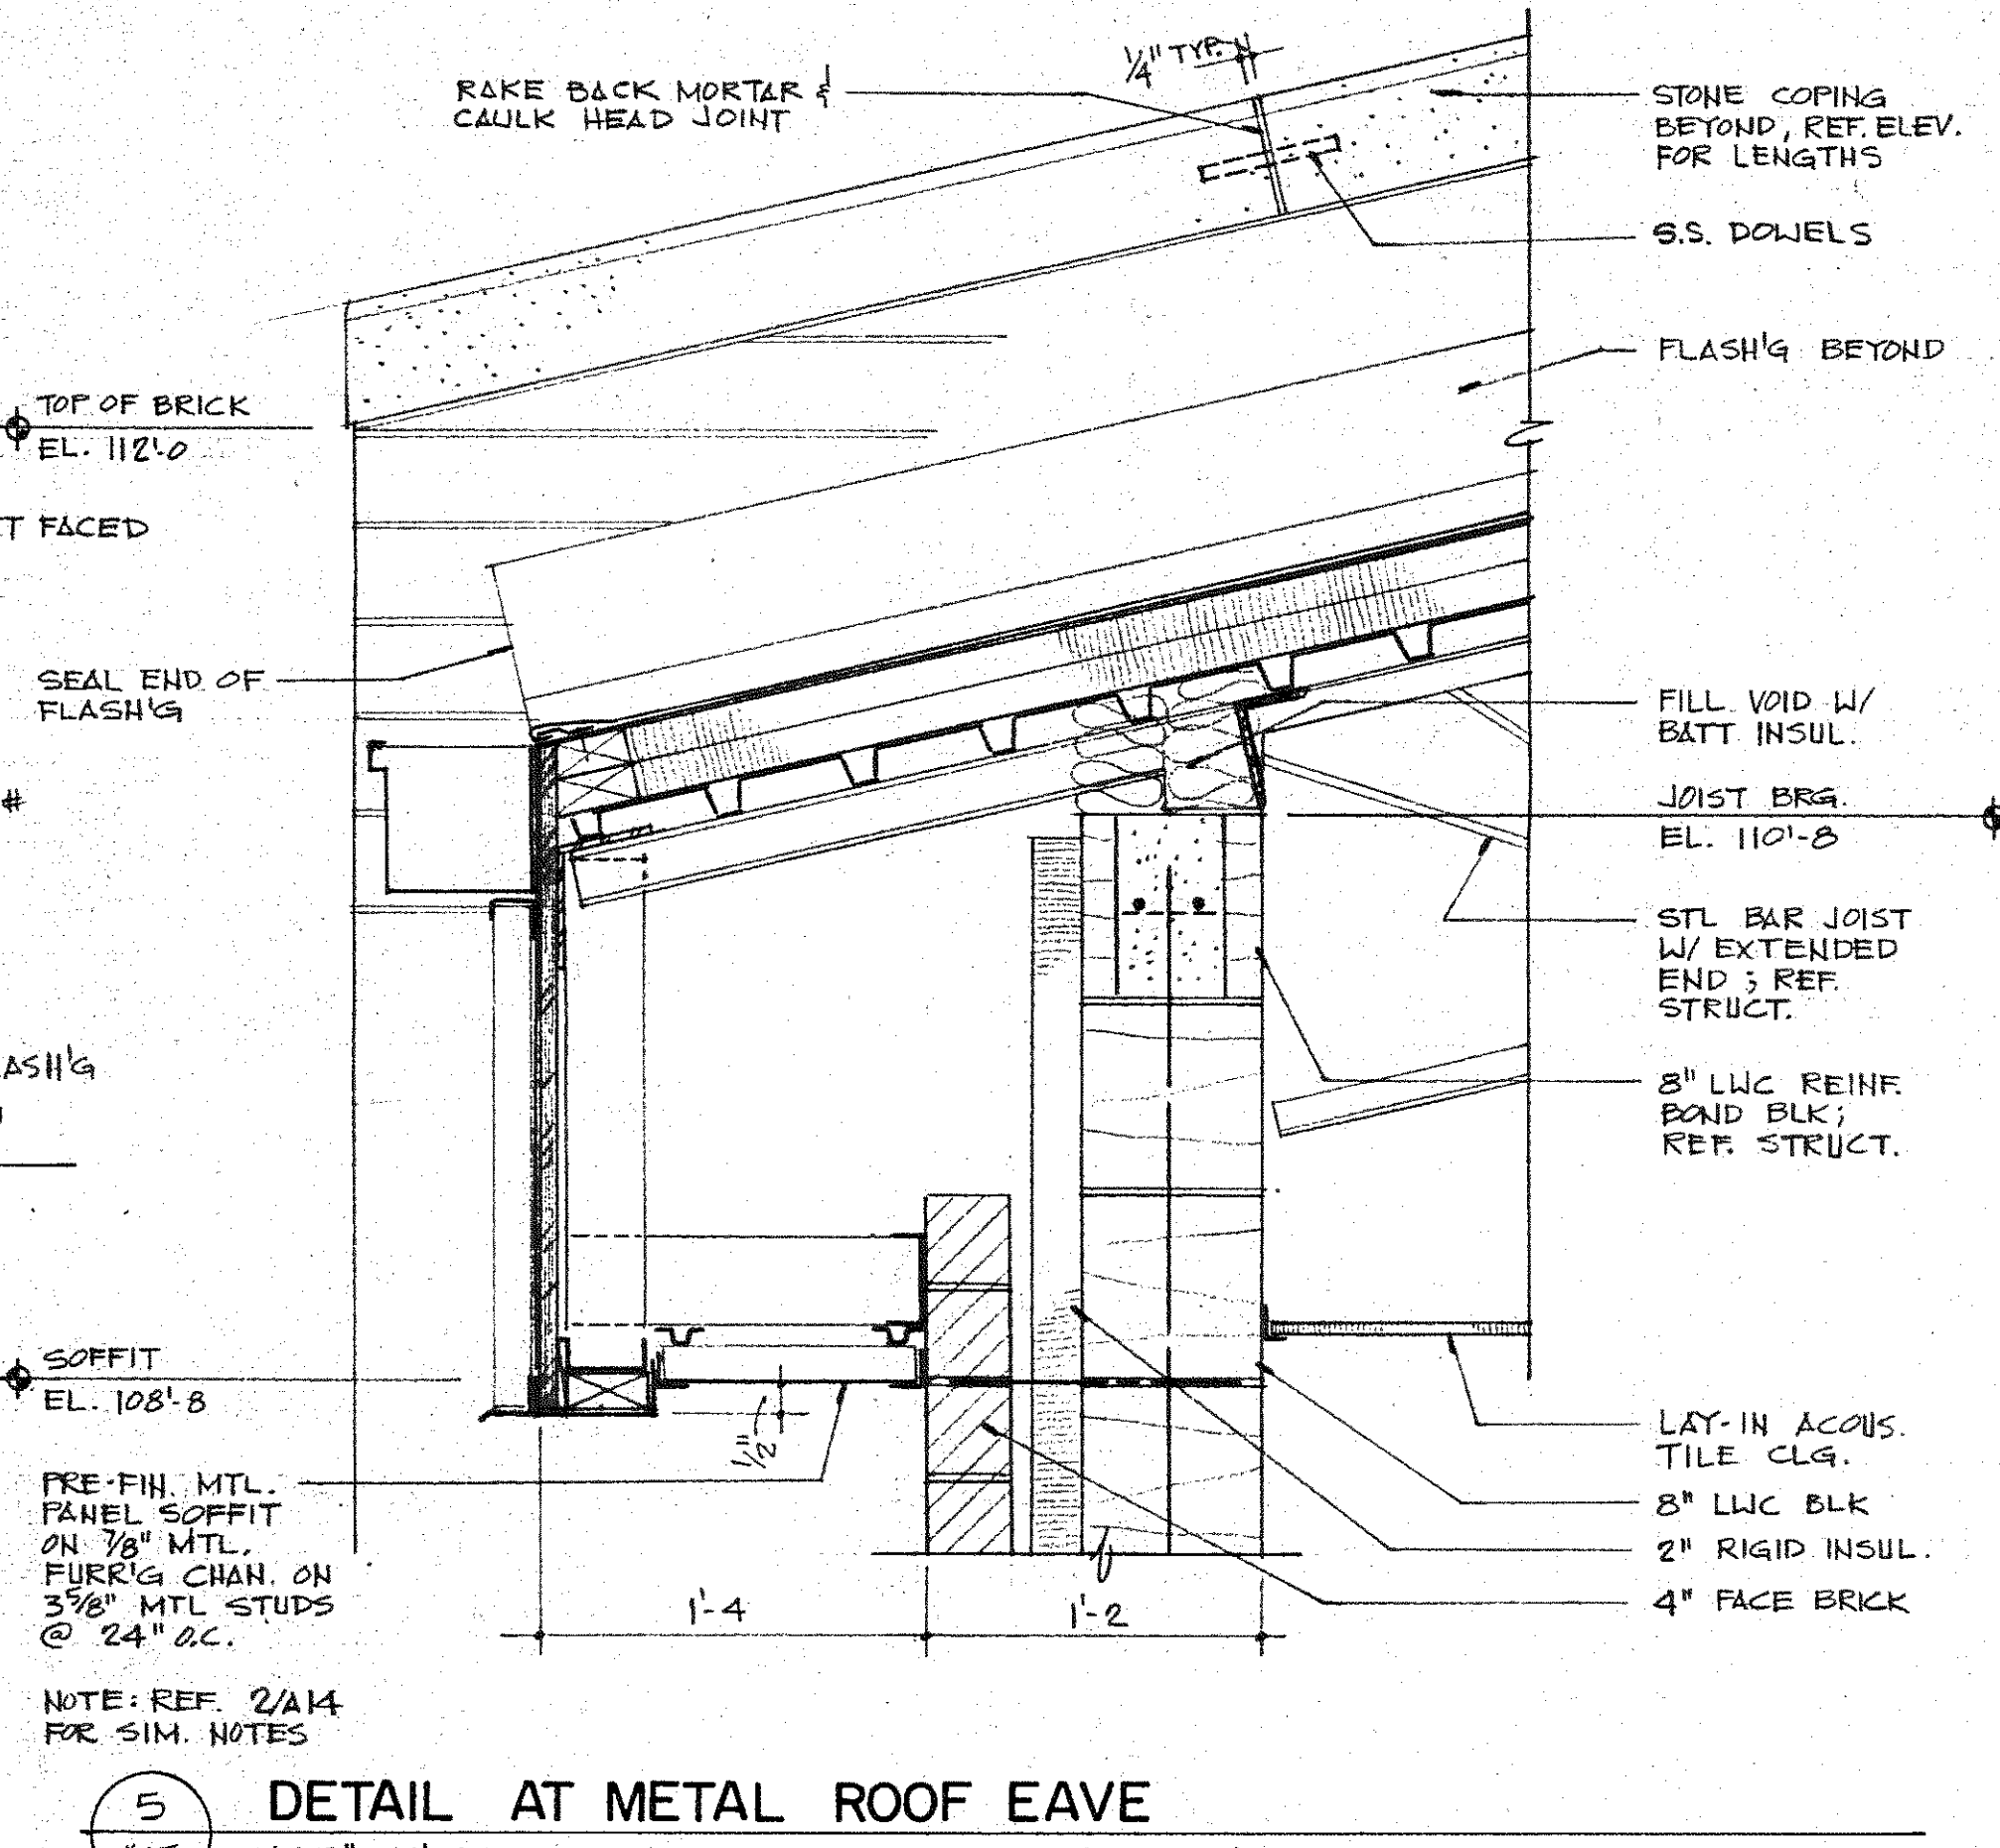 RAKE BACK MORTAR &
CAULK HEAD JOINT
1/4" TYP.
STONE COPING
BEYOND, REF. ELEV.
FOR LENGTHS
S.S. DOWELS
FLASH'G BEYOND
TOP OF BRICK
EL. 112'-0
FACED
SEAL END OF
FLASH'G
#
FILL VOID W/
BATT INSUL.
JOIST BRG.
EL. 110'-8
STL BAR JOIST
W/ EXTENDED
END; REF.
STRUCT.
ASH'G
8" LWC REINF.
BOND BLK;
REF. STRUCT.
SOFFIT
EL. 108'-8
1/2"
PRE-FIN. MTL.
PANEL SOFFIT
ON 7/8" MTL.
FURR'G CHAN. ON
3 5/8" MTL STUDS
@ 24" O.C.
LAY-IN ACOUS.
TILE CLG.
8" LWC BLK
2" RIGID INSUL.
4" FACE BRICK
1'-4
1'-2
NOTE: REF. 2/A14
FOR SIM. NOTES
5
DETAIL AT METAL ROOF EAVE